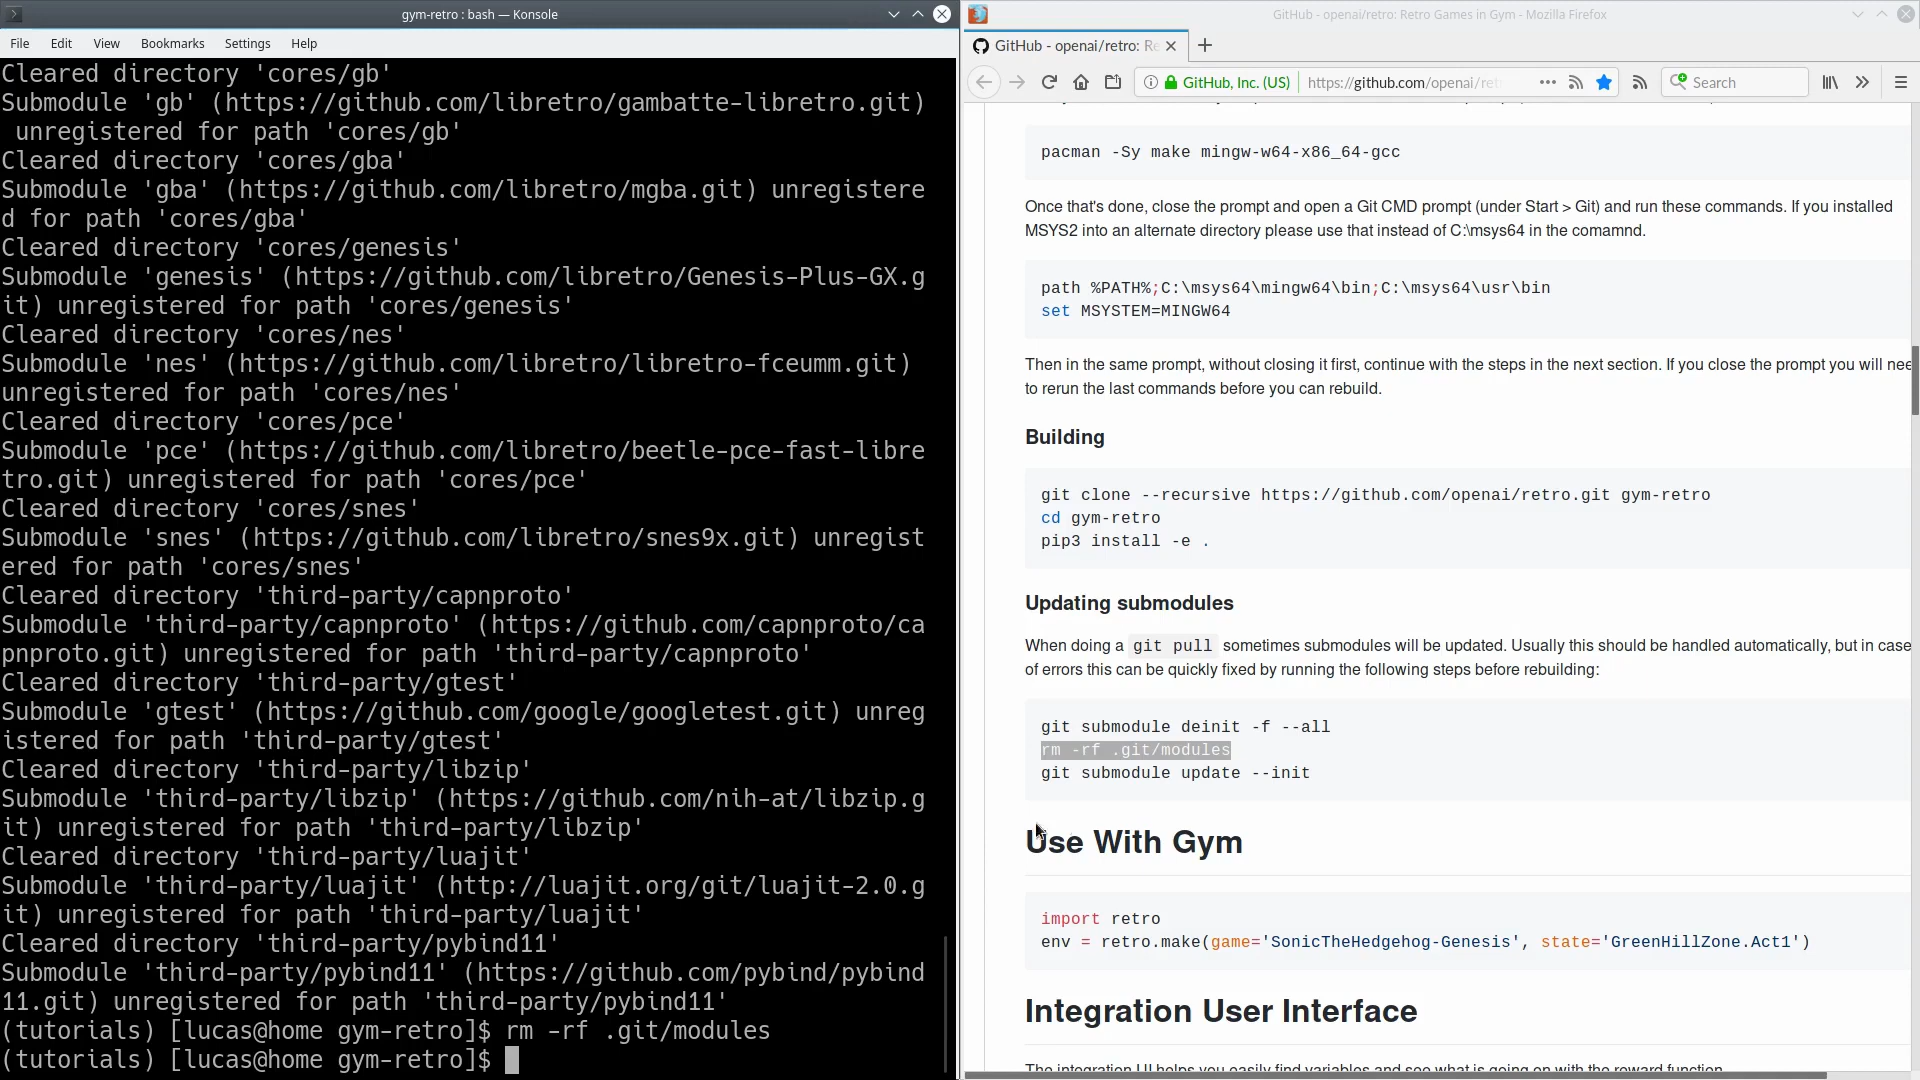 gym-retro : bash — Konsole
File Edit View Bookmarks Settings Help
Cleared directory 'cores/gb'
Submodule 'gb' (https://github.com/libretro/gambatte-libretro.git)
 unregistered for path 'cores/gb'
Cleared directory 'cores/gba'
Submodule 'gba' (https://github.com/libretro/mgba.git) unregistere
d for path 'cores/gba'
Cleared directory 'cores/genesis'
Submodule 'genesis' (https://github.com/libretro/Genesis-Plus-GX.g
it) unregistered for path 'cores/genesis'
Cleared directory 'cores/nes'
Submodule 'nes' (https://github.com/libretro/libretro-fceumm.git)
unregistered for path 'cores/nes'
Cleared directory 'cores/pce'
Submodule 'pce' (https://github.com/libretro/beetle-pce-fast-libre
tro.git) unregistered for path 'cores/pce'
Cleared directory 'cores/snes'
Submodule 'snes' (https://github.com/libretro/snes9x.git) unregist
ered for path 'cores/snes'
Cleared directory 'third-party/capnproto'
Submodule 'third-party/capnproto' (https://github.com/capnproto/ca
pnproto.git) unregistered for path 'third-party/capnproto'
Cleared directory 'third-party/gtest'
Submodule 'gtest' (https://github.com/google/googletest.git) unreg
istered for path 'third-party/gtest'
Cleared directory 'third-party/libzip'
Submodule 'third-party/libzip' (https://github.com/nih-at/libzip.g
it) unregistered for path 'third-party/libzip'
Cleared directory 'third-party/luajit'
Submodule 'third-party/luajit' (http://luajit.org/git/luajit-2.0.g
it) unregistered for path 'third-party/luajit'
Cleared directory 'third-party/pybind11'
Submodule 'third-party/pybind11' (https://github.com/pybind/pybind
11.git) unregistered for path 'third-party/pybind11'
(tutorials) [lucas@home gym-retro]$ rm -rf .git/modules
(tutorials) [lucas@home gym-retro]$
GitHub - openai/retro: Retro Games in Gym - Mozilla Firefox
GitHub - openai/retro: Re
GitHub, Inc. (US) https://github.com/openai/ret Search
pacman -Sy make mingw-w64-x86_64-gcc
Once that's done, close the prompt and open a Git CMD prompt (under Start > Git) and run these commands. If you installed
MSYS2 into an alternate directory please use that instead of C:\msys64 in the comamnd.
path %PATH%;C:\msys64\mingw64\bin;C:\msys64\usr\bin
set MSYSTEM=MINGW64
Then in the same prompt, without closing it first, continue with the steps in the next section. If you close the prompt you will nee
to rerun the last commands before you can rebuild.
Building
git clone --recursive https://github.com/openai/retro.git gym-retro
cd gym-retro
pip3 install -e .
Updating submodules
When doing a git pull sometimes submodules will be updated. Usually this should be handled automatically, but in case
of errors this can be quickly fixed by running the following steps before rebuilding:
git submodule deinit -f --all
rm -rf .git/modules
git submodule update --init
Use With Gym
import retro
env = retro.make(game='SonicTheHedgehog-Genesis', state='GreenHillZone.Act1')
Integration User Interface
The integration UI helps you easily find variables and see what is going on with the reward function.